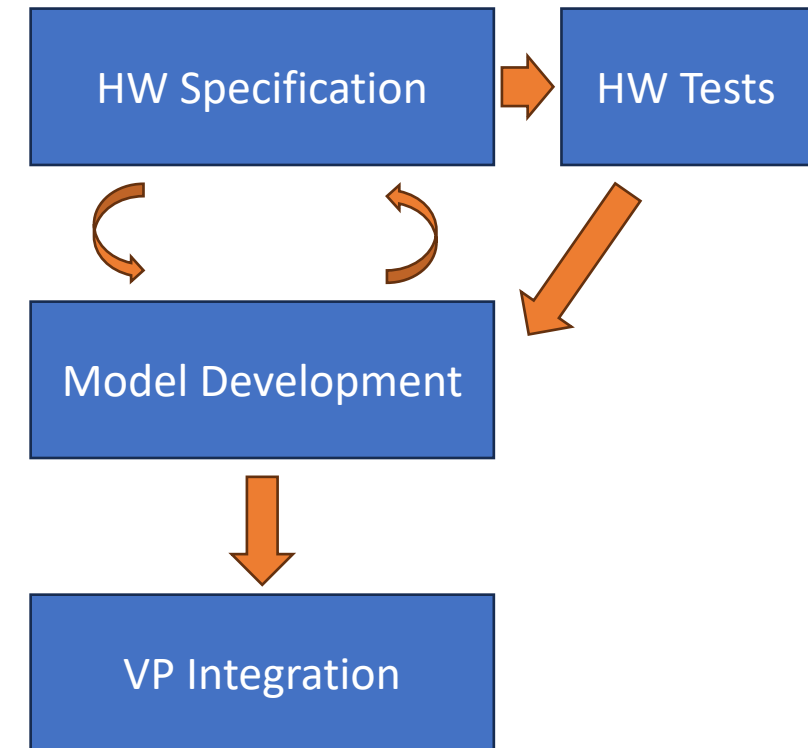 HW Specification
HW Tests
Model Development
VP Integration